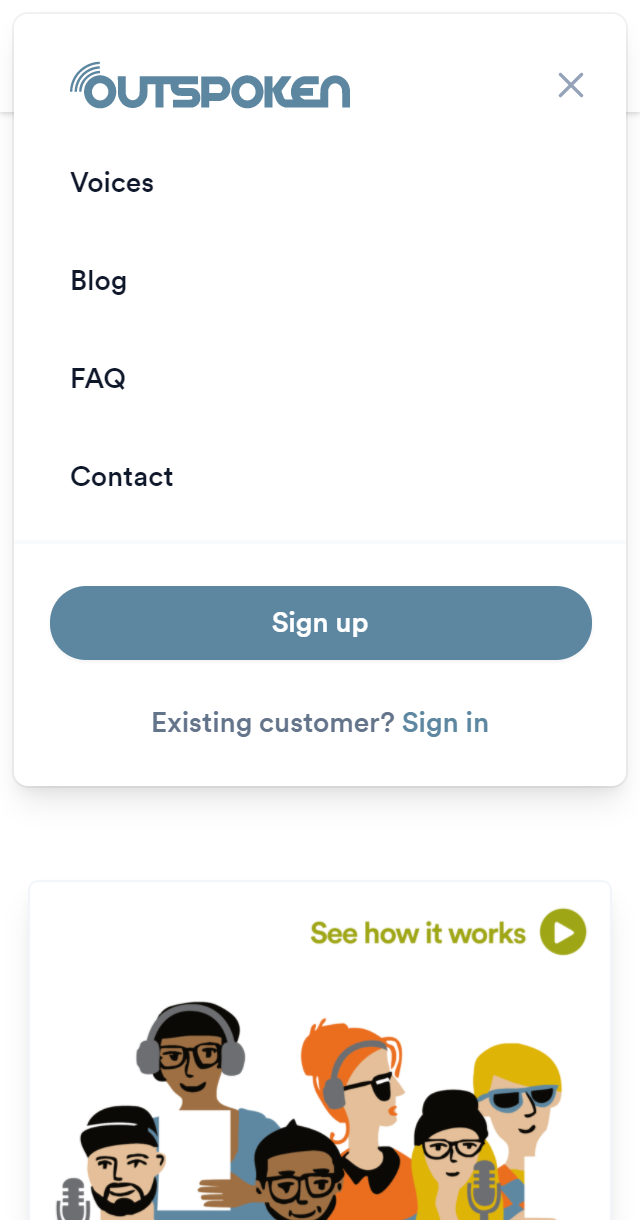 OUTSPOKEN
Voices
Blog
FAQ
Contact
Sign up
Existing customer? Sign in
See how it works